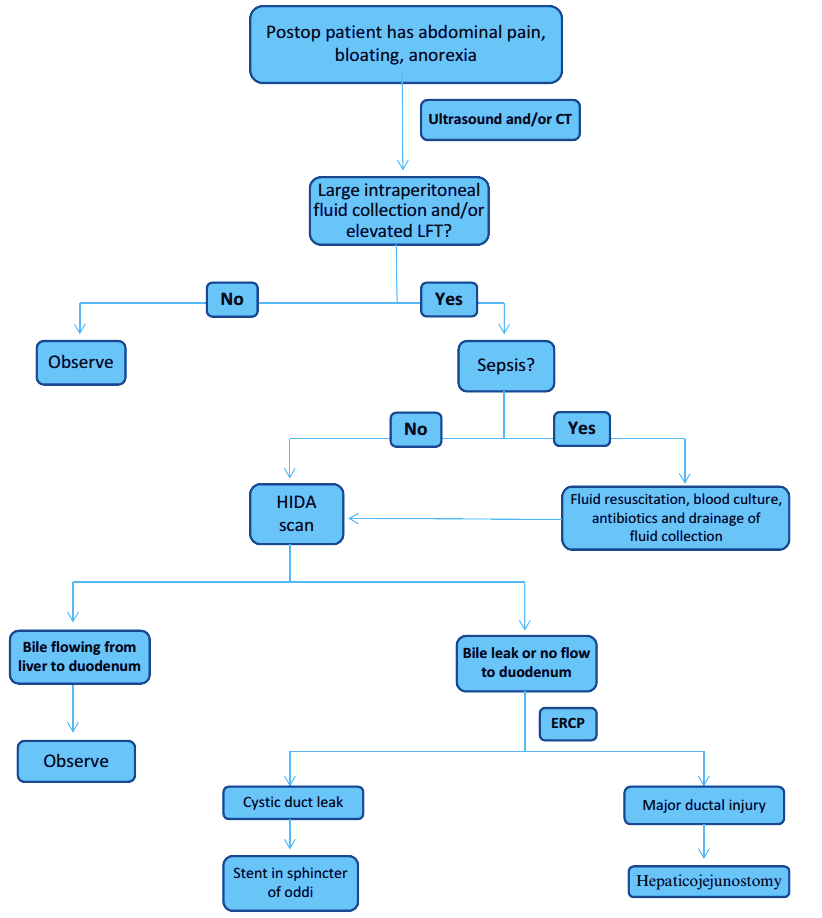 Postop patient has abdominal pain,
bloating, anorexia
Ultrasound and/or CT
Large intraperitoneal
fluid collection and/or
elevated LFT?
No
Yes
Observe
Sepsis?
No
Yes
HIDA
scan
Fluid resuscitation, blood culture,
antibiotics and drainage of
fluid collection
Bile flowing from
liver to duodenum
Bile leak or no flow
to duodenum
ERCP
Observe
Cystic duct leak
Major ductal injury
Stent in sphincter
of oddi
Hepaticojejunostomy